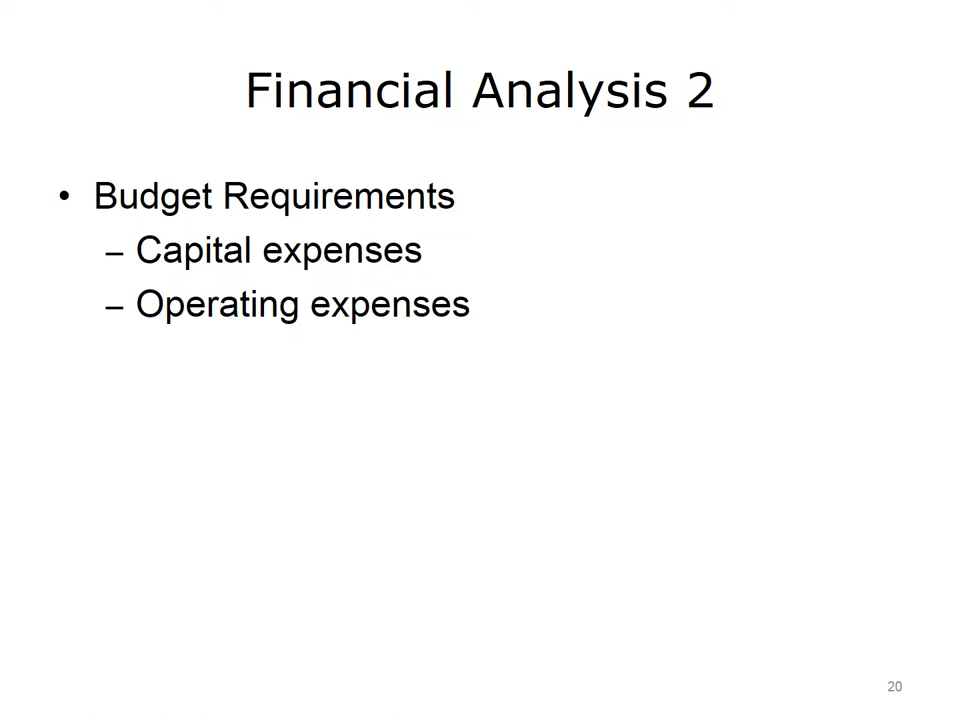 Financial Analysis 2
• Budget Requirements
– Capital expenses
– Operating expenses
20